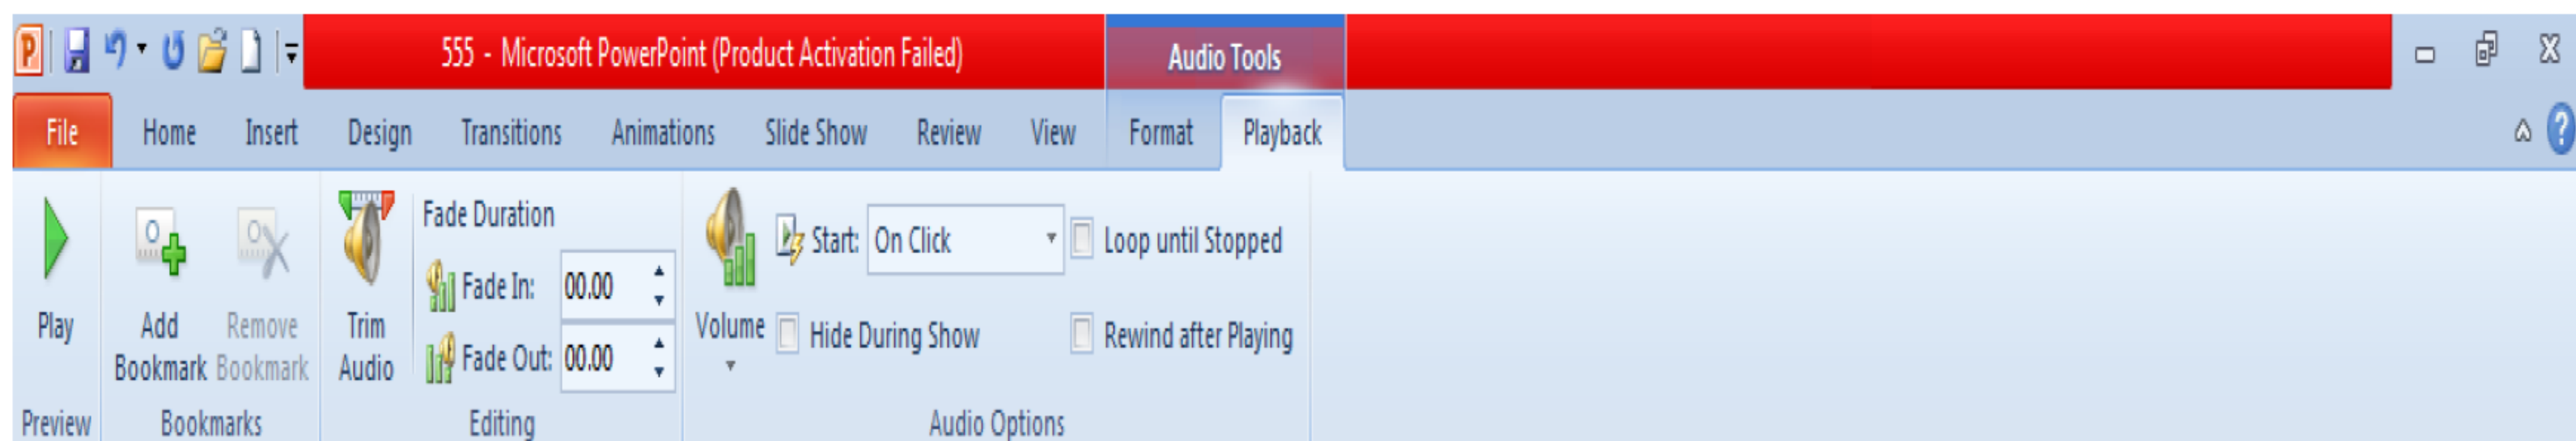 555 - Microsoft PowerPoint (Product Activation Failed)
Audio Tools
File Home Insert Design Transitions Animations Slide Show Review View Format Playback
Play
Add Bookmark
Remove Bookmark
Trim Audio
Fade Duration
Fade In: 00.00
Fade Out: 00.00
Volume
Start: On Click
Hide During Show
Loop until Stopped
Rewind after Playing
Preview Bookmarks Editing Audio Options